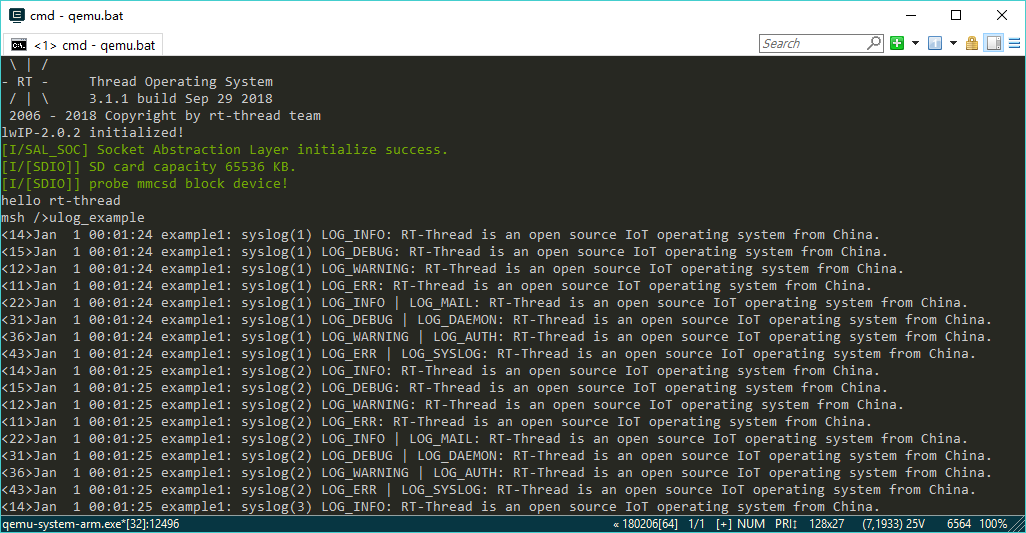 cmd - qemu.bat
<1> cmd - qemu.bat
Search
\ | /
- RT -     Thread Operating System
/ | \     3.1.1 build Sep 29 2018
2006 - 2018 Copyright by rt-thread team
lwIP-2.0.2 initialized!
[I/SAL_SOC] Socket Abstraction Layer initialize success.
[I/[SDIO]] SD card capacity 65536 KB.
[I/[SDIO]] probe mmcsd block device!
hello rt-thread
msh />ulog_example
<14>Jan  1 00:01:24 example1: syslog(1) LOG_INFO: RT-Thread is an open source IoT operating system from China.
<15>Jan  1 00:01:24 example1: syslog(1) LOG_DEBUG: RT-Thread is an open source IoT operating system from China.
<12>Jan  1 00:01:24 example1: syslog(1) LOG_WARNING: RT-Thread is an open source IoT operating system from China.
<11>Jan  1 00:01:24 example1: syslog(1) LOG_ERR: RT-Thread is an open source IoT operating system from China.
<22>Jan  1 00:01:24 example1: syslog(1) LOG_INFO | LOG_MAIL: RT-Thread is an open source IoT operating system from China.
<31>Jan  1 00:01:24 example1: syslog(1) LOG_DEBUG | LOG_DAEMON: RT-Thread is an open source IoT operating system from China.
<36>Jan  1 00:01:24 example1: syslog(1) LOG_WARNING | LOG_AUTH: RT-Thread is an open source IoT operating system from China.
<43>Jan  1 00:01:24 example1: syslog(1) LOG_ERR | LOG_SYSLOG: RT-Thread is an open source IoT operating system from China.
<14>Jan  1 00:01:25 example1: syslog(2) LOG_INFO: RT-Thread is an open source IoT operating system from China.
<15>Jan  1 00:01:25 example1: syslog(2) LOG_DEBUG: RT-Thread is an open source IoT operating system from China.
<12>Jan  1 00:01:25 example1: syslog(2) LOG_WARNING: RT-Thread is an open source IoT operating system from China.
<11>Jan  1 00:01:25 example1: syslog(2) LOG_ERR: RT-Thread is an open source IoT operating system from China.
<22>Jan  1 00:01:25 example1: syslog(2) LOG_INFO | LOG_MAIL: RT-Thread is an open source IoT operating system from China.
<31>Jan  1 00:01:25 example1: syslog(2) LOG_DEBUG | LOG_DAEMON: RT-Thread is an open source IoT operating system from China.
<36>Jan  1 00:01:25 example1: syslog(2) LOG_WARNING | LOG_AUTH: RT-Thread is an open source IoT operating system from China.
<43>Jan  1 00:01:25 example1: syslog(2) LOG_ERR | LOG_SYSLOG: RT-Thread is an open source IoT operating system from China.
<14>Jan  1 00:01:25 example1: syslog(3) LOG_INFO: RT-Thread is an open source IoT operating system from China.
qemu-system-arm.exe*[32]:12496 « 180206[64] 1/1 [+] NUM PRI↕ 128x27 (7,1933) 25V 6564 100%